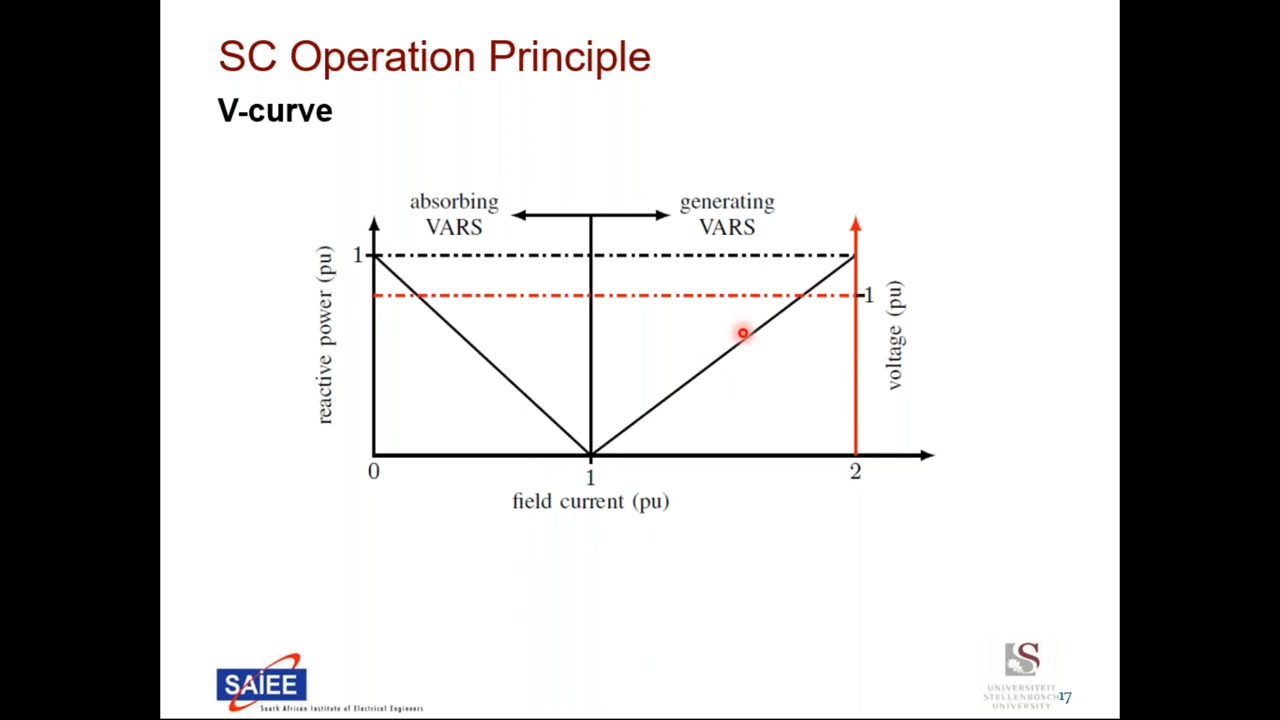 SC Operation Principle
V-curve
absorbing
VARS
generating
VARS
1
reactive power (pu)
1
voltage (pu)
0
1
2
field current (pu)
SAIEE
South African Institute of Electrical Engineers
S
UNIVERSITEIT
STELLENBOSCH
UNIVERSITY
17